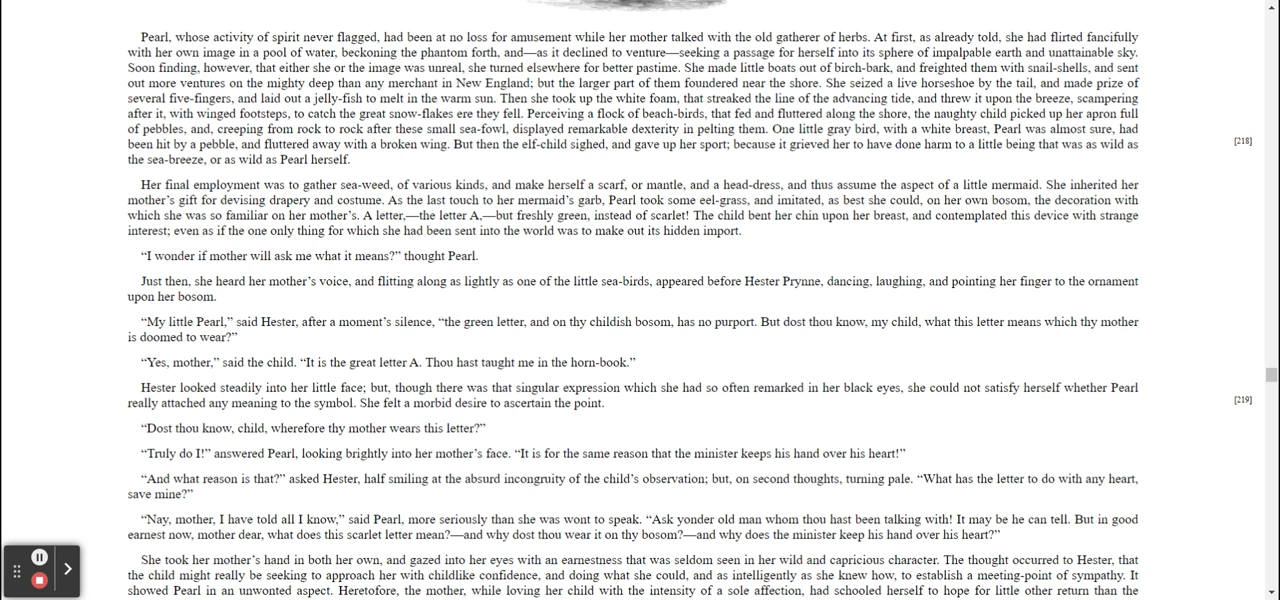 Pearl, whose activity of spirit never flagged, had been at no loss for amusement while her mother talked with the old gatherer of herbs. At first, as already told, she had flirted fancifully
with her own image in a pool of water, beckoning the phantom forth, and—as it declined to venture—seeking a passage for herself into its sphere of impalpable earth and unattainable sky.
Soon finding, however, that either she or the image was unreal, she turned elsewhere for better pastime. She made little boats out of birch-bark, and freighted them with snail-shells, and sent
out more ventures on the mighty deep than any merchant in New England; but the larger part of them foundered near the shore. She seized a live horseshoe by the tail, and made prize of
several five-fingers, and laid out a jelly-fish to melt in the warm sun. Then she took up the white foam, that streaked the line of the advancing tide, and threw it upon the breeze, scampering
after it, with winged footsteps, to catch the great snow-flakes ere they fell. Perceiving a flock of beach-birds, that fed and fluttered along the shore, the naughty child picked up her apron full
of pebbles, and, creeping from rock to rock after these small sea-fowl, displayed remarkable dexterity in pelting them. One little gray bird, with a white breast, Pearl was almost sure, had
been hit by a pebble, and fluttered away with a broken wing. But then the elf-child sighed, and gave up her sport; because it grieved her to have done harm to a little being that was as wild as
[218]
the sea-breeze, or as wild as Pearl herself.
Her final employment was to gather sea-weed, of various kinds, and make herself a scarf, or mantle, and a head-dress, and thus assume the aspect of a little mermaid. She inherited her
mother's gift for devising drapery and costume. As the last touch to her mermaid's garb, Pearl took some eel-grass, and imitated, as best she could, on her own bosom, the decoration with
which she was so familiar on her mother's. A letter,—the letter A,—but freshly green, instead of scarlet! The child bent her chin upon her breast, and contemplated this device with strange
interest; even as if the one only thing for which she had been sent into the world was to make out its hidden import.
“I wonder if mother will ask me what it means?” thought Pearl.
Just then, she heard her mother's voice, and flitting along as lightly as one of the little sea-birds, appeared before Hester Prynne, dancing, laughing, and pointing her finger to the ornament
upon her bosom.
“My little Pearl,” said Hester, after a moment's silence, “the green letter, and on thy childish bosom, has no purport. But dost thou know, my child, what this letter means which thy mother
is doomed to wear?”
“Yes, mother,” said the child. “It is the great letter A. Thou hast taught me in the horn-book.”
Hester looked steadily into her little face; but, though there was that singular expression which she had so often remarked in her black eyes, she could not satisfy herself whether Pearl
really attached any meaning to the symbol. She felt a morbid desire to ascertain the point.
[219]
“Dost thou know, child, wherefore thy mother wears this letter?”
“Truly do I!” answered Pearl, looking brightly into her mother's face. “It is for the same reason that the minister keeps his hand over his heart!”
“And what reason is that?” asked Hester, half smiling at the absurd incongruity of the child's observation; but, on second thoughts, turning pale. “What has the letter to do with any heart,
save mine?”
“Nay, mother, I have told all I know,” said Pearl, more seriously than she was wont to speak. “Ask yonder old man whom thou hast been talking with! It may be he can tell. But in good
earnest now, mother dear, what does this scarlet letter mean?—and why dost thou wear it on thy bosom?—and why does the minister keep his hand over his heart?”
She took her mother's hand in both her own, and gazed into her eyes with an earnestness that was seldom seen in her wild and capricious character. The thought occurred to Hester, that
the child might really be seeking to approach her with childlike confidence, and doing what she could, and as intelligently as she knew how, to establish a meeting-point of sympathy. It
showed Pearl in an unwonted aspect. Heretofore, the mother, while loving her child with the intensity of a sole affection, had schooled herself to hope for little other return than the